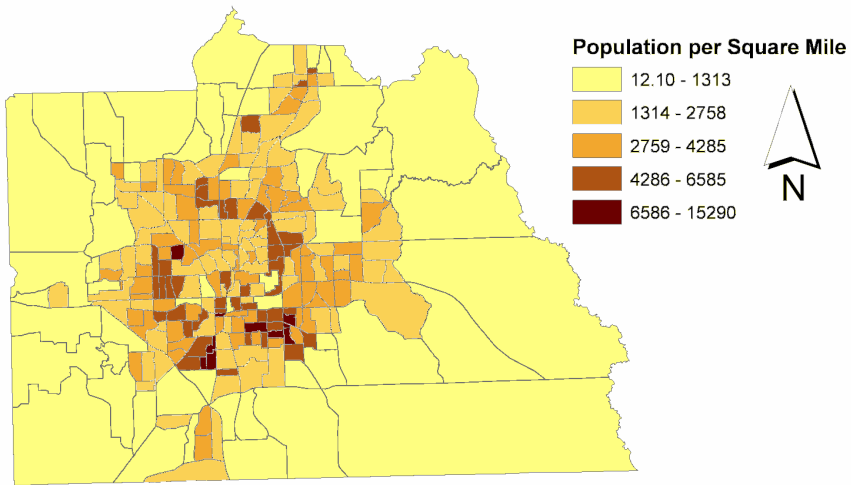 Population per Square Mile
12.10 - 1313
1314 - 2758
2759 - 4285
4286 - 6585
6586 - 15290
N